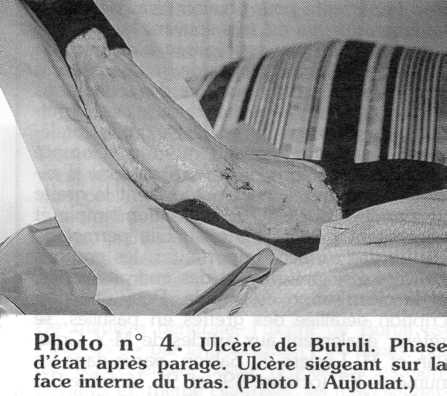 Photo n° 4. Ulcère de Buruli. Phase
d'état après parage. Ulcère siégeant sur la
face interne du bras. (Photo I. Aujoulat.)